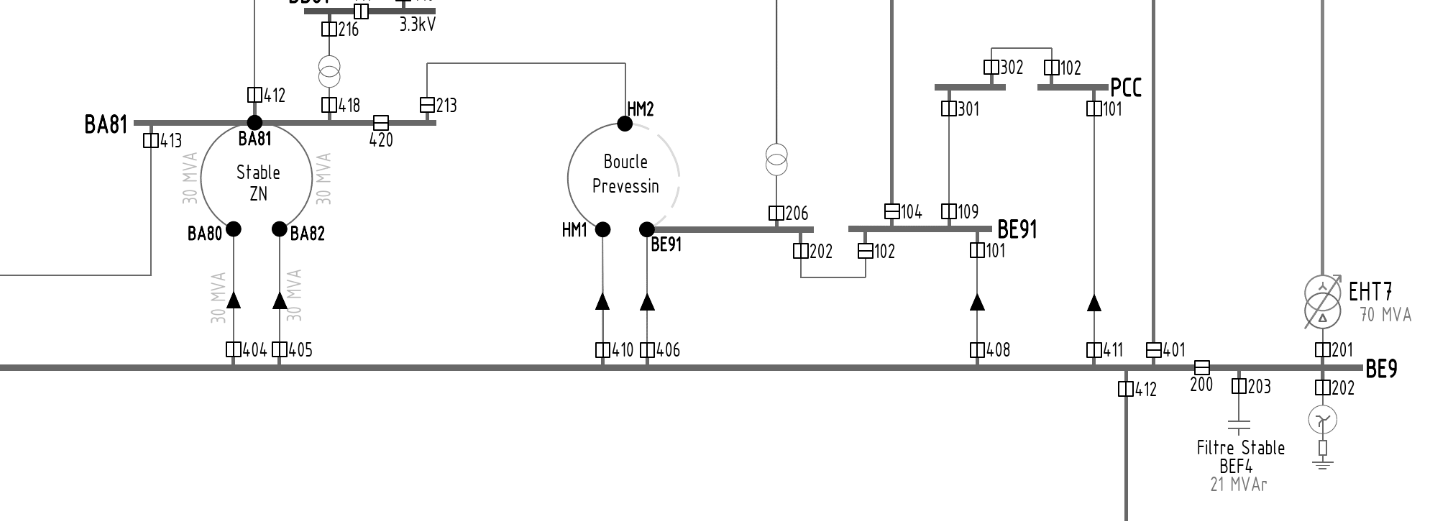 216
3.3kV
302
102
PCC
412
418
213
301
101
HM2
BA81
413
BA81
420
30 MVA
Stable
ZN
30 MVA
Boucle
Prevessin
206
104
109
BA80
BA82
HM1
BE91
202
102
BE91
101
30 MVA
30 MVA
EHT7
70 MVA
404
405
410
406
408
411
401
201
BE9
412
200
203
202
Filtre Stable
BEF4
21 MVAr